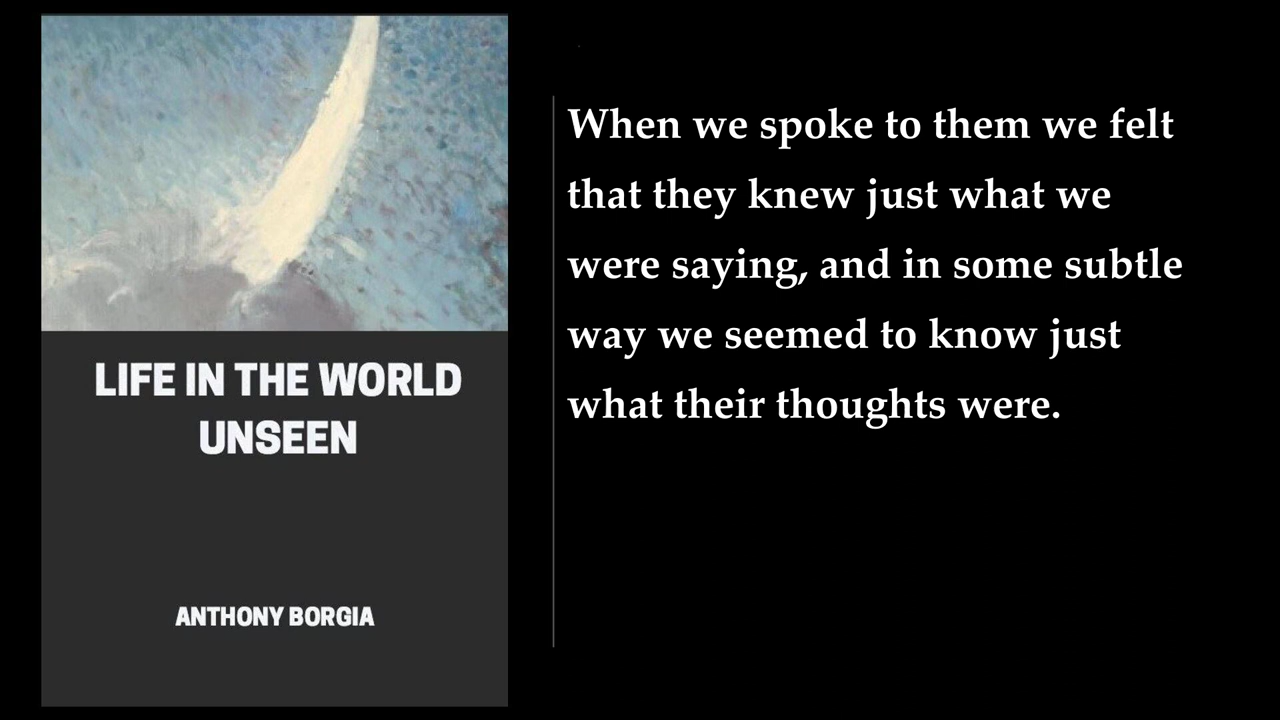 LIFE IN THE WORLD
UNSEEN
ANTHONY BORGIA
When we spoke to them we felt
that they knew just what we
were saying, and in some subtle
way we seemed to know just
what their thoughts were.